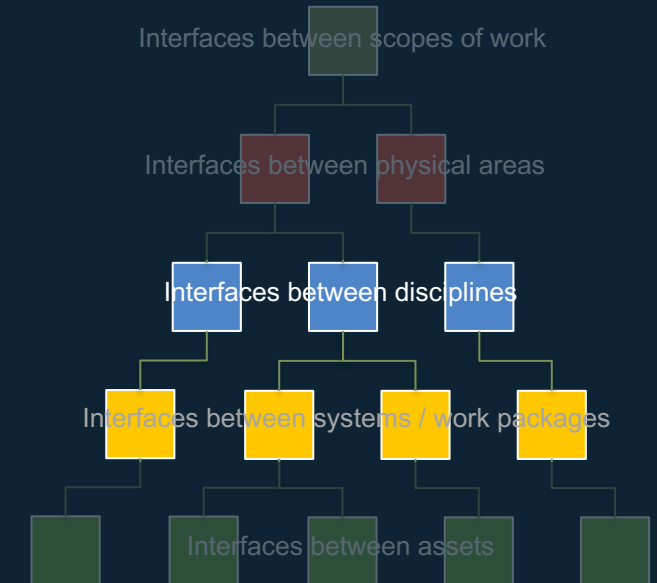 Interfaces between scopes of work
Interfaces between physical areas
Interfaces between disciplines
Interfaces between systems / work packages
Interfaces between assets